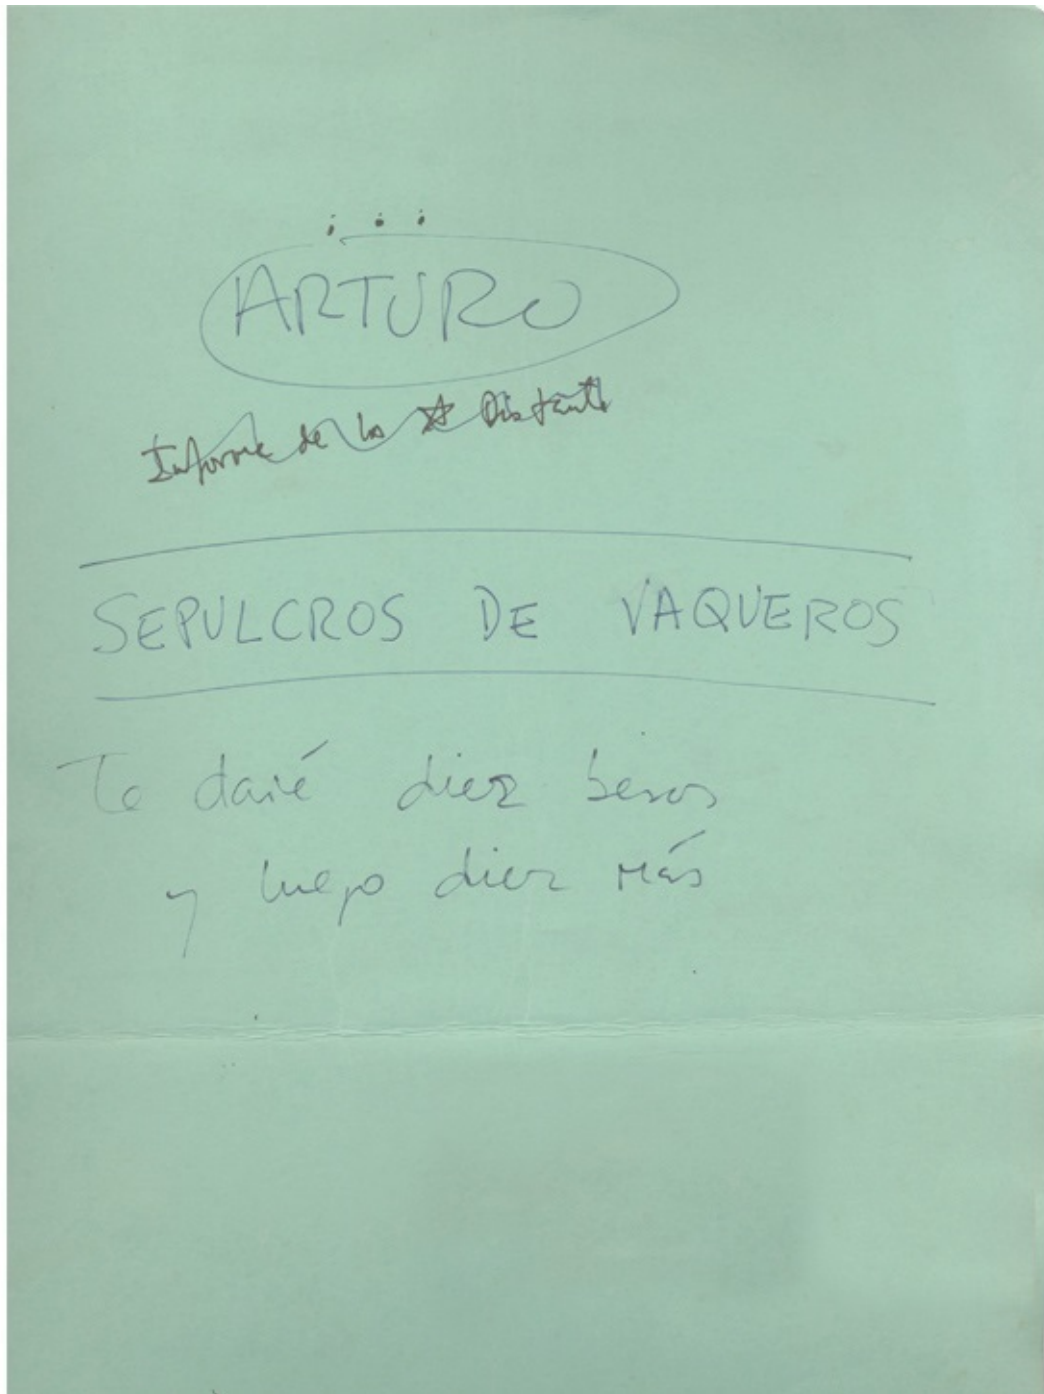 ARTURO
Informe de la ☆ Distante
SEPULCROS DE VAQUEROS
Te daré diez besos
y luego diez más